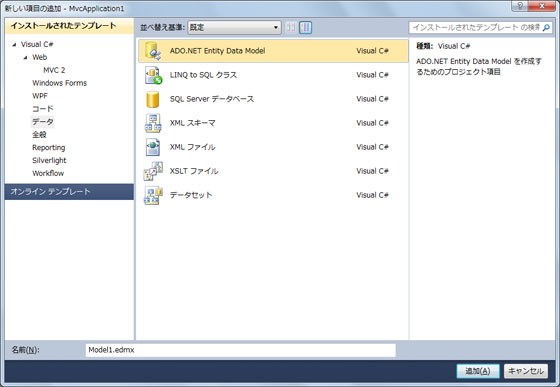 新しい項目の追加 - MvcApplication1
インストールされたテンプレート
並べ替え基準: 既定
インストールされたテンプレート の検索
Visual C#
Web
MVC 2
Windows Forms
WPF
コード
データ
全般
Reporting
Silverlight
Workflow
オンライン テンプレート
ADO.NET Entity Data Model Visual C#
LINQ to SQL クラス Visual C#
SQL Server データベース Visual C#
XML スキーマ Visual C#
XML ファイル Visual C#
XSLT ファイル Visual C#
データセット Visual C#
種類: Visual C#
ADO.NET Entity Data Model を作成す
るためのプロジェクト項目
名前(N): Model1.edmx
追加(A) キャンセル